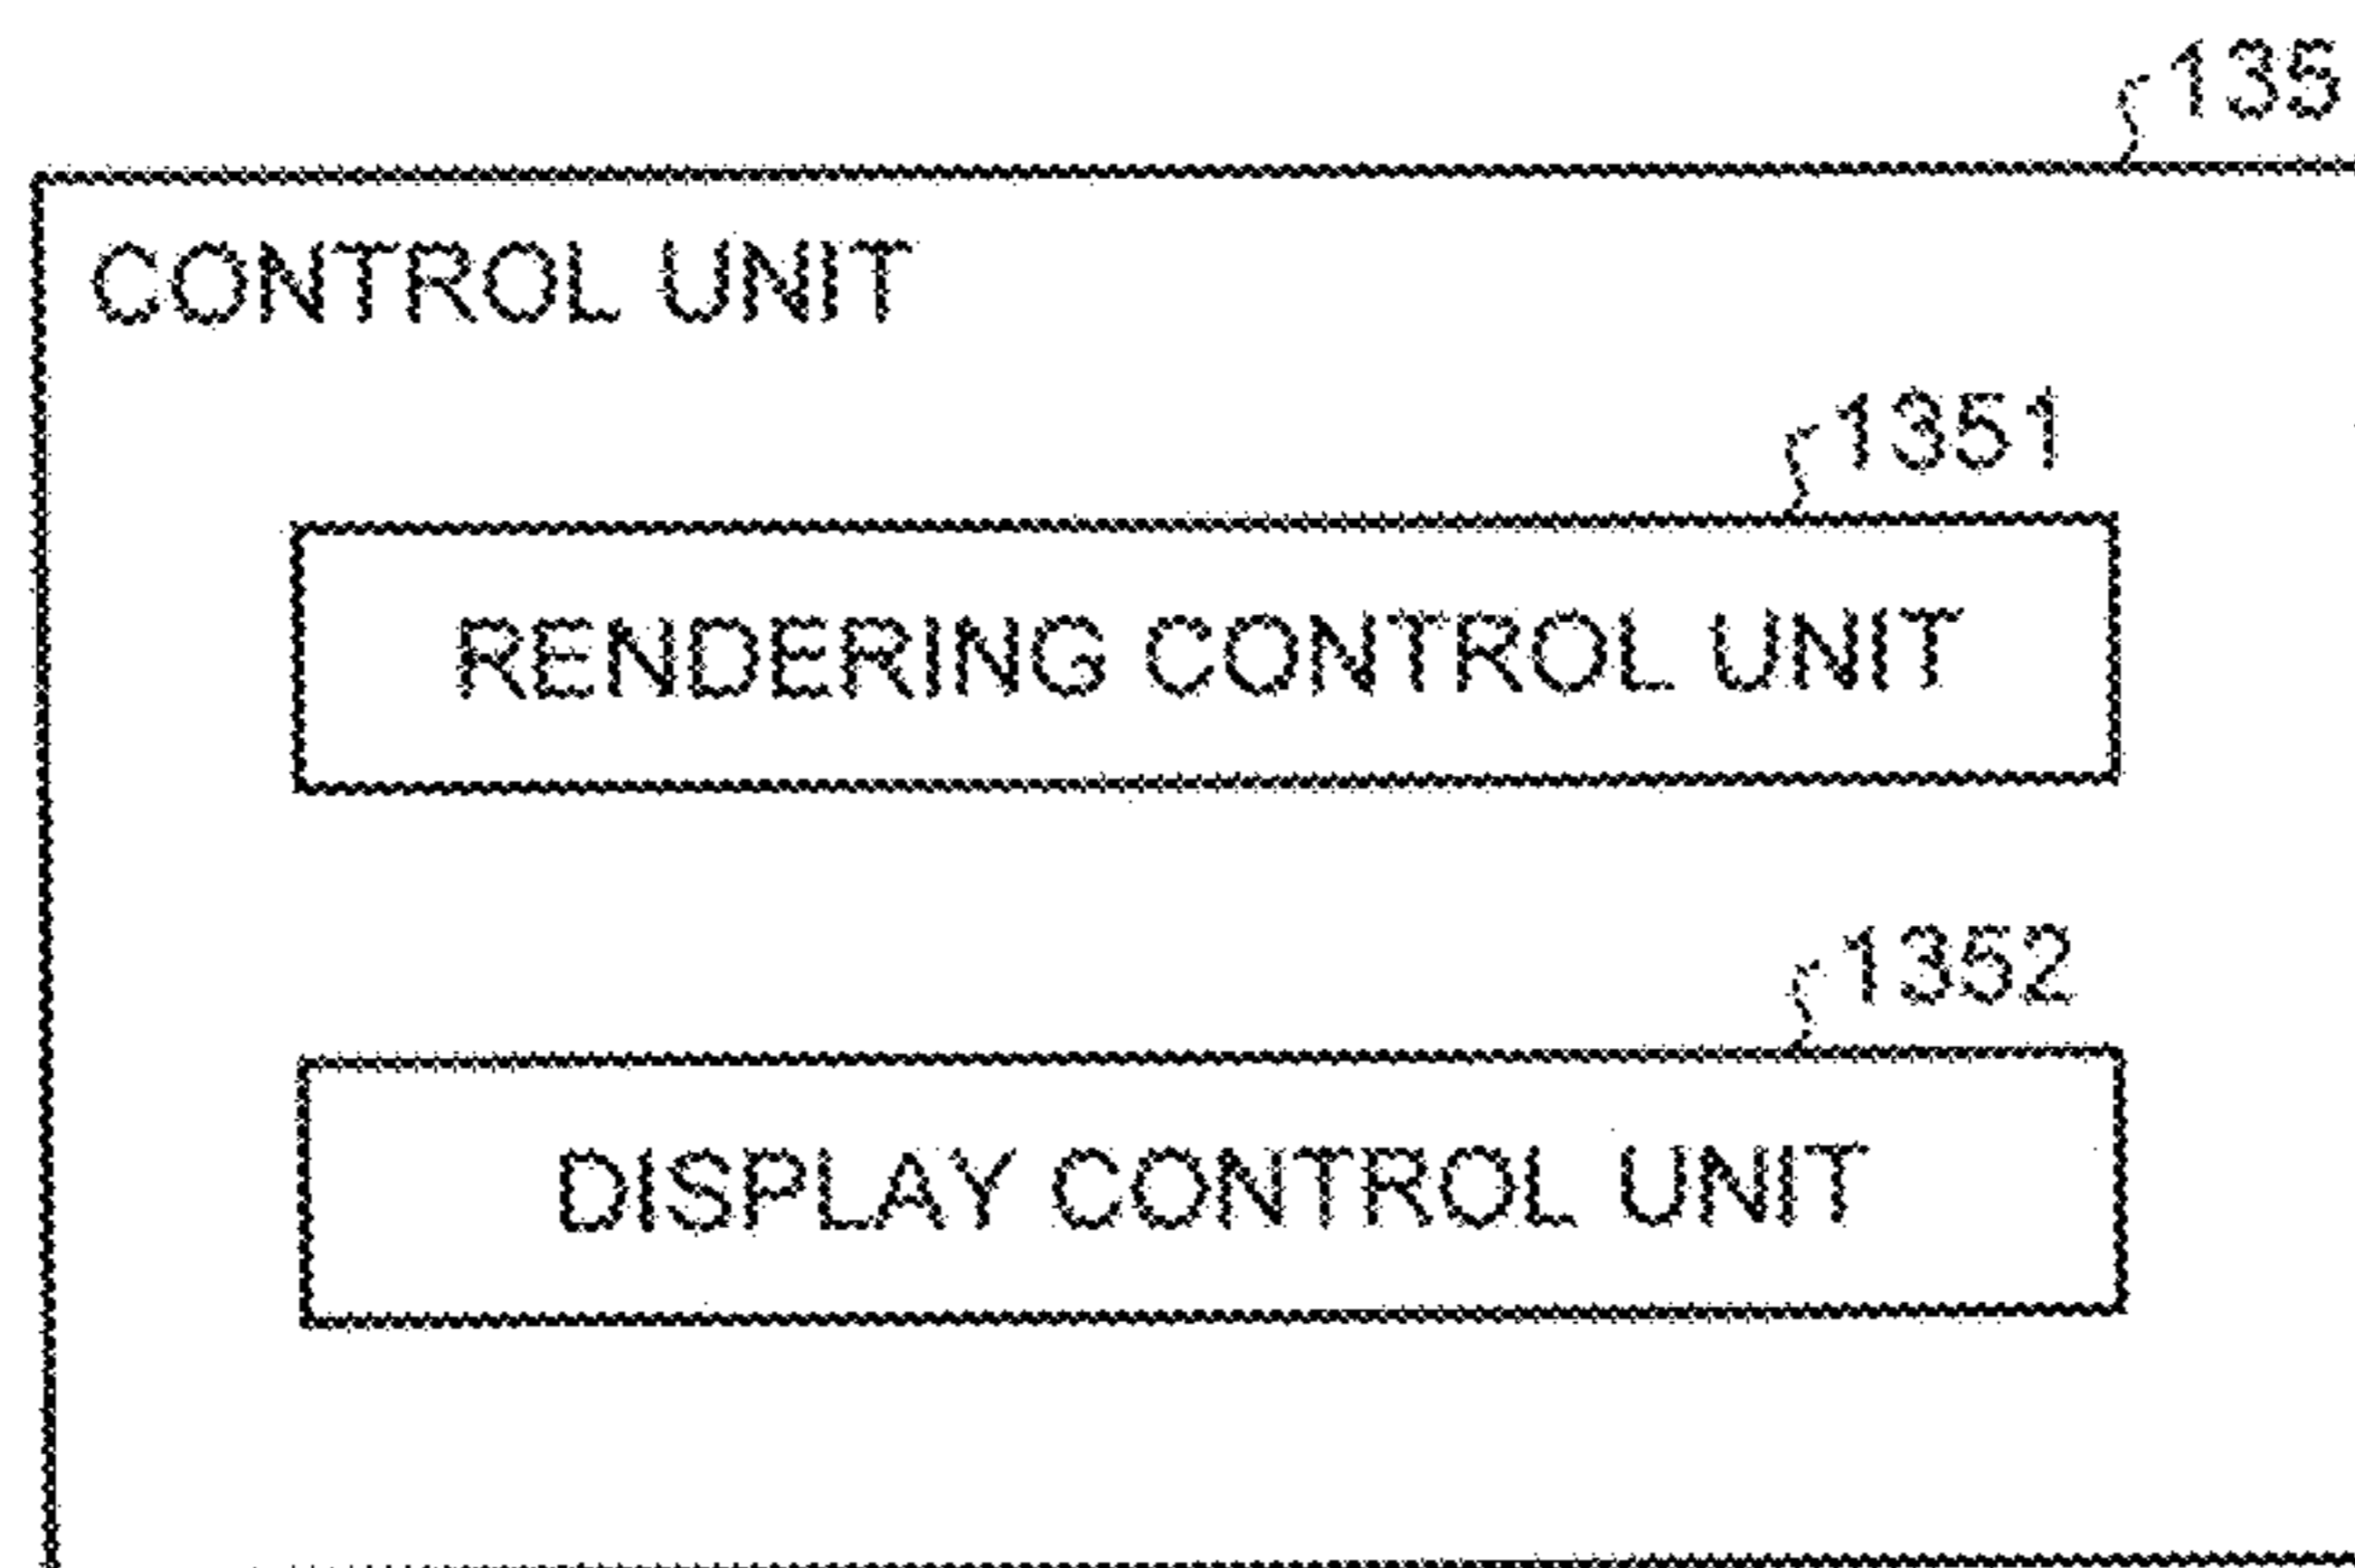 135
CONTROL UNIT
1351
RENDERING CONTROL UNIT
1352
DISPLAY CONTROL UNIT